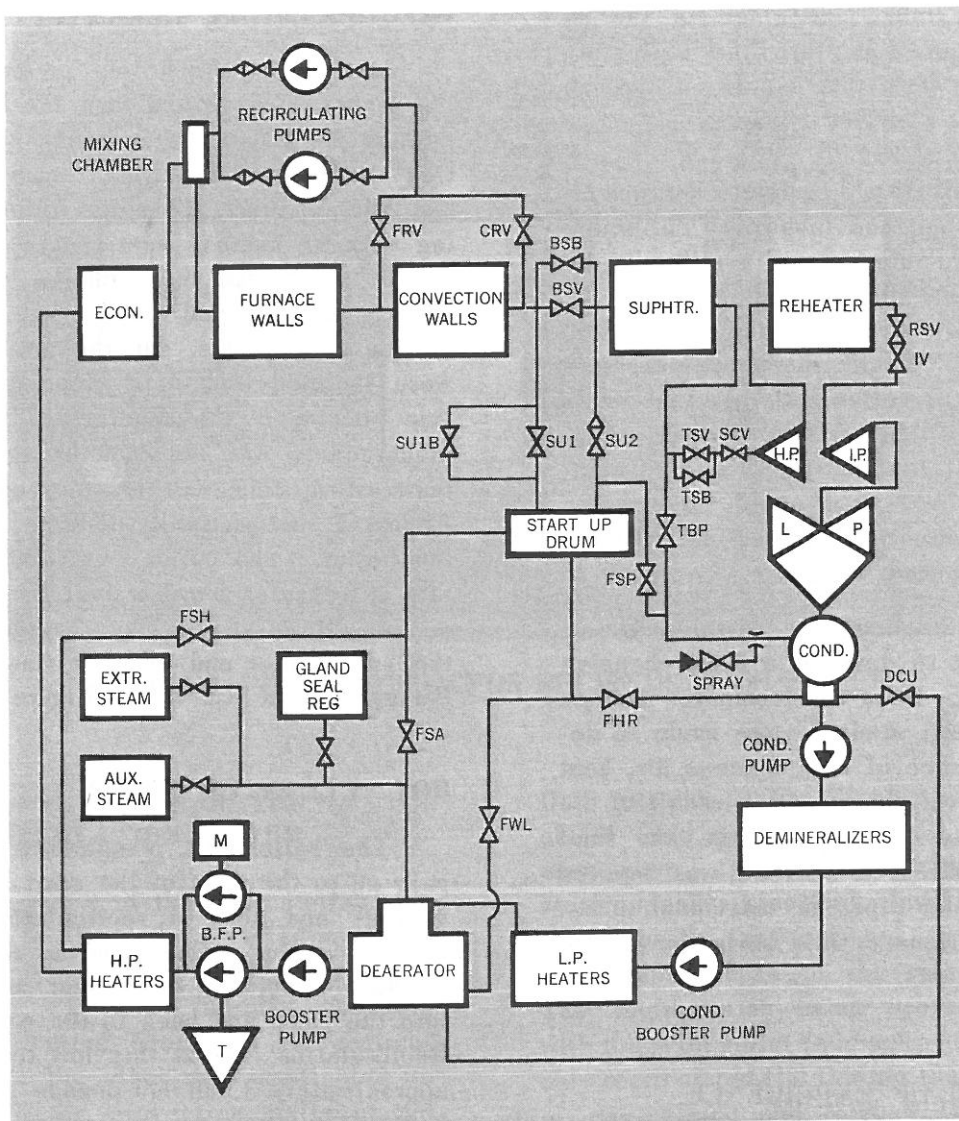 RECIRCULATING
PUMPS
MIXING
CHAMBER
FRV
CRV
BSB
BSV
ECON.
FURNACE
WALLS
CONVECTION
WALLS
SUPHTR.
REHEATER
RSV
IV
SU1B
SU1
SU2
TSV
SCV
TSB
H.P.
I.P.
START UP
DRUM
TBP
L
P
FSP
FSH
COND.
EXTR.
STEAM
GLAND
SEAL
REG
SPRAY
DCU
FHR
FSA
AUX.
STEAM
COND.
PUMP
FWL
M
DEMINERALIZERS
B.F.P.
H.P.
HEATERS
BOOSTER
PUMP
DEAERATOR
L.P.
HEATERS
COND.
BOOSTER PUMP
T